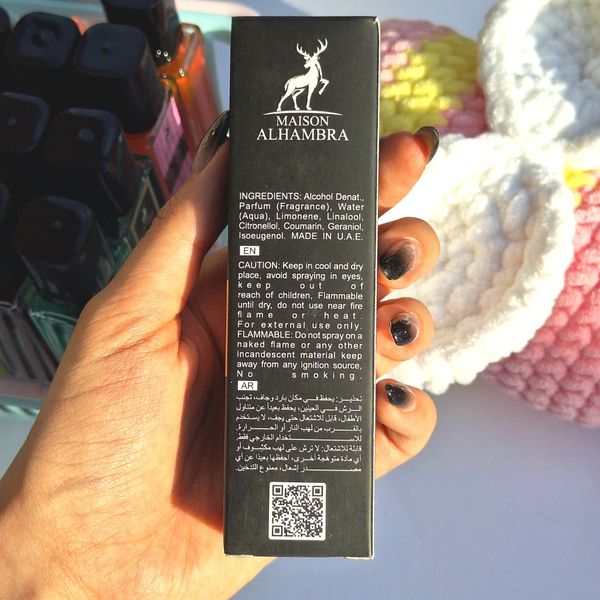 MAISON
ALHAMBRA
INGREDIENTS: Alcohol Denat.,
Parfum (Fragrance), Water
(Aqua), Limonene, Linalool,
Citronellol, Coumarin, Geraniol,
Isoeugenol. MADE IN U.A.E.
EN
CAUTION: Keep in cool and dry
place, avoid spraying in eyes,
keep out of
reach of children, Flammable
until dry, do not use near fire
flame or heat.
For external use only.
FLAMMABLE: Do not spray on a
naked flame or any other
incandescent material keep
away from any ignition source,
No smoking.
AR
تحذير: يحفظ في مكان بارد وجاف، تجنب
الرش في العينين، يحفظ بعيداً عن متناول
الأطفال، قابل للاشتعال حتى يجف، لا يستخدم
بالقرب من لهب النار أو الحرارة.
للاستخدام الخارجي فقط.
قابلة للاشتعال: لا ترش على لهب مكشوف أو
أي مادة متوهجة أخرى، احفظها بعيداً عن أي
مصدر إشعال، ممنوع التدخين.